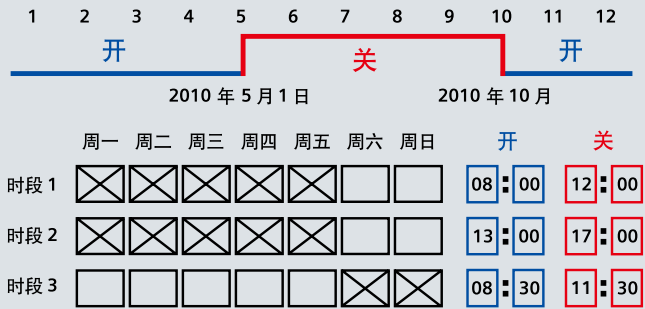 1 2 3 4 5 6 7 8 9 10 11 12
开 关 开
2010 年 5 月 1 日 2010 年 10 月
周一 周二 周三 周四 周五 周六 周日 开 关
时段 1 08:00 12:00
时段 2 13:00 17:00
时段 3 08:30 11:30